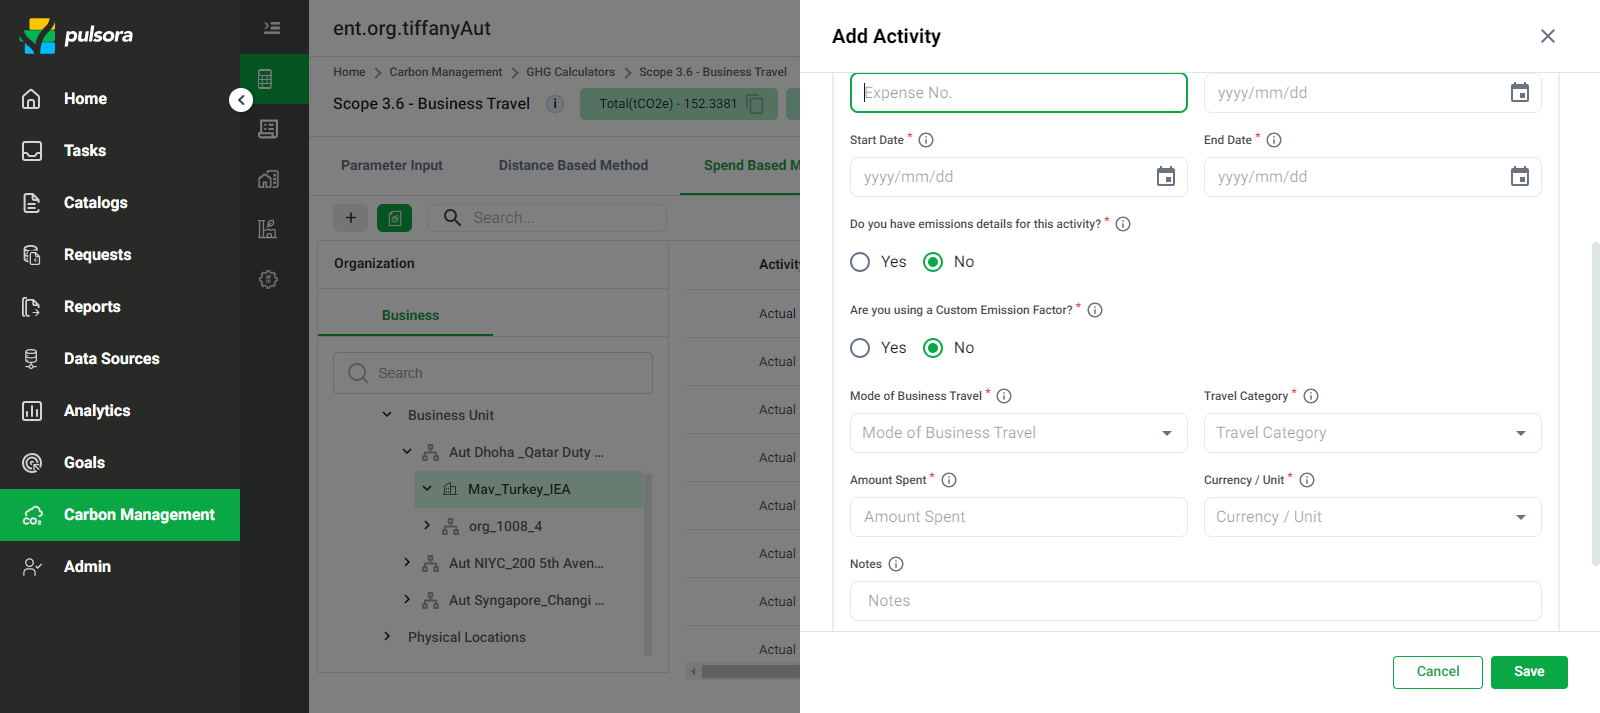 pulsora
Home
Tasks
Catalogs
Requests
Reports
Data Sources
Analytics
Goals
Carbon Management
Admin
ent.org.tiffanyAut
Home > Carbon Management > GHG Calculators > Scope 3.6 - Business Travel
Scope 3.6 - Business Travel
Total(tCO2e) - 152.3381
Parameter Input
Distance Based Method
Spend Based M
Search...
Organization
Business
Search
Business Unit
Aut Dhoha _Qatar Duty ...
Mav_Turkey_IEA
org_1008_4
Aut NIYC_200 5th Aven...
Aut Syngapore_Changi ...
Physical Locations
Activity
Actual
Actual
Actual
Actual
Actual
Actual
Actual
Actual
Add Activity
Expense No.
yyyy/mm/dd
Start Date *
End Date *
yyyy/mm/dd
yyyy/mm/dd
Do you have emissions details for this activity? *
Yes No
Are you using a Custom Emission Factor? *
Yes No
Mode of Business Travel *
Travel Category *
Mode of Business Travel
Travel Category
Amount Spent *
Currency / Unit *
Amount Spent
Currency / Unit
Notes
Notes
Cancel
Save